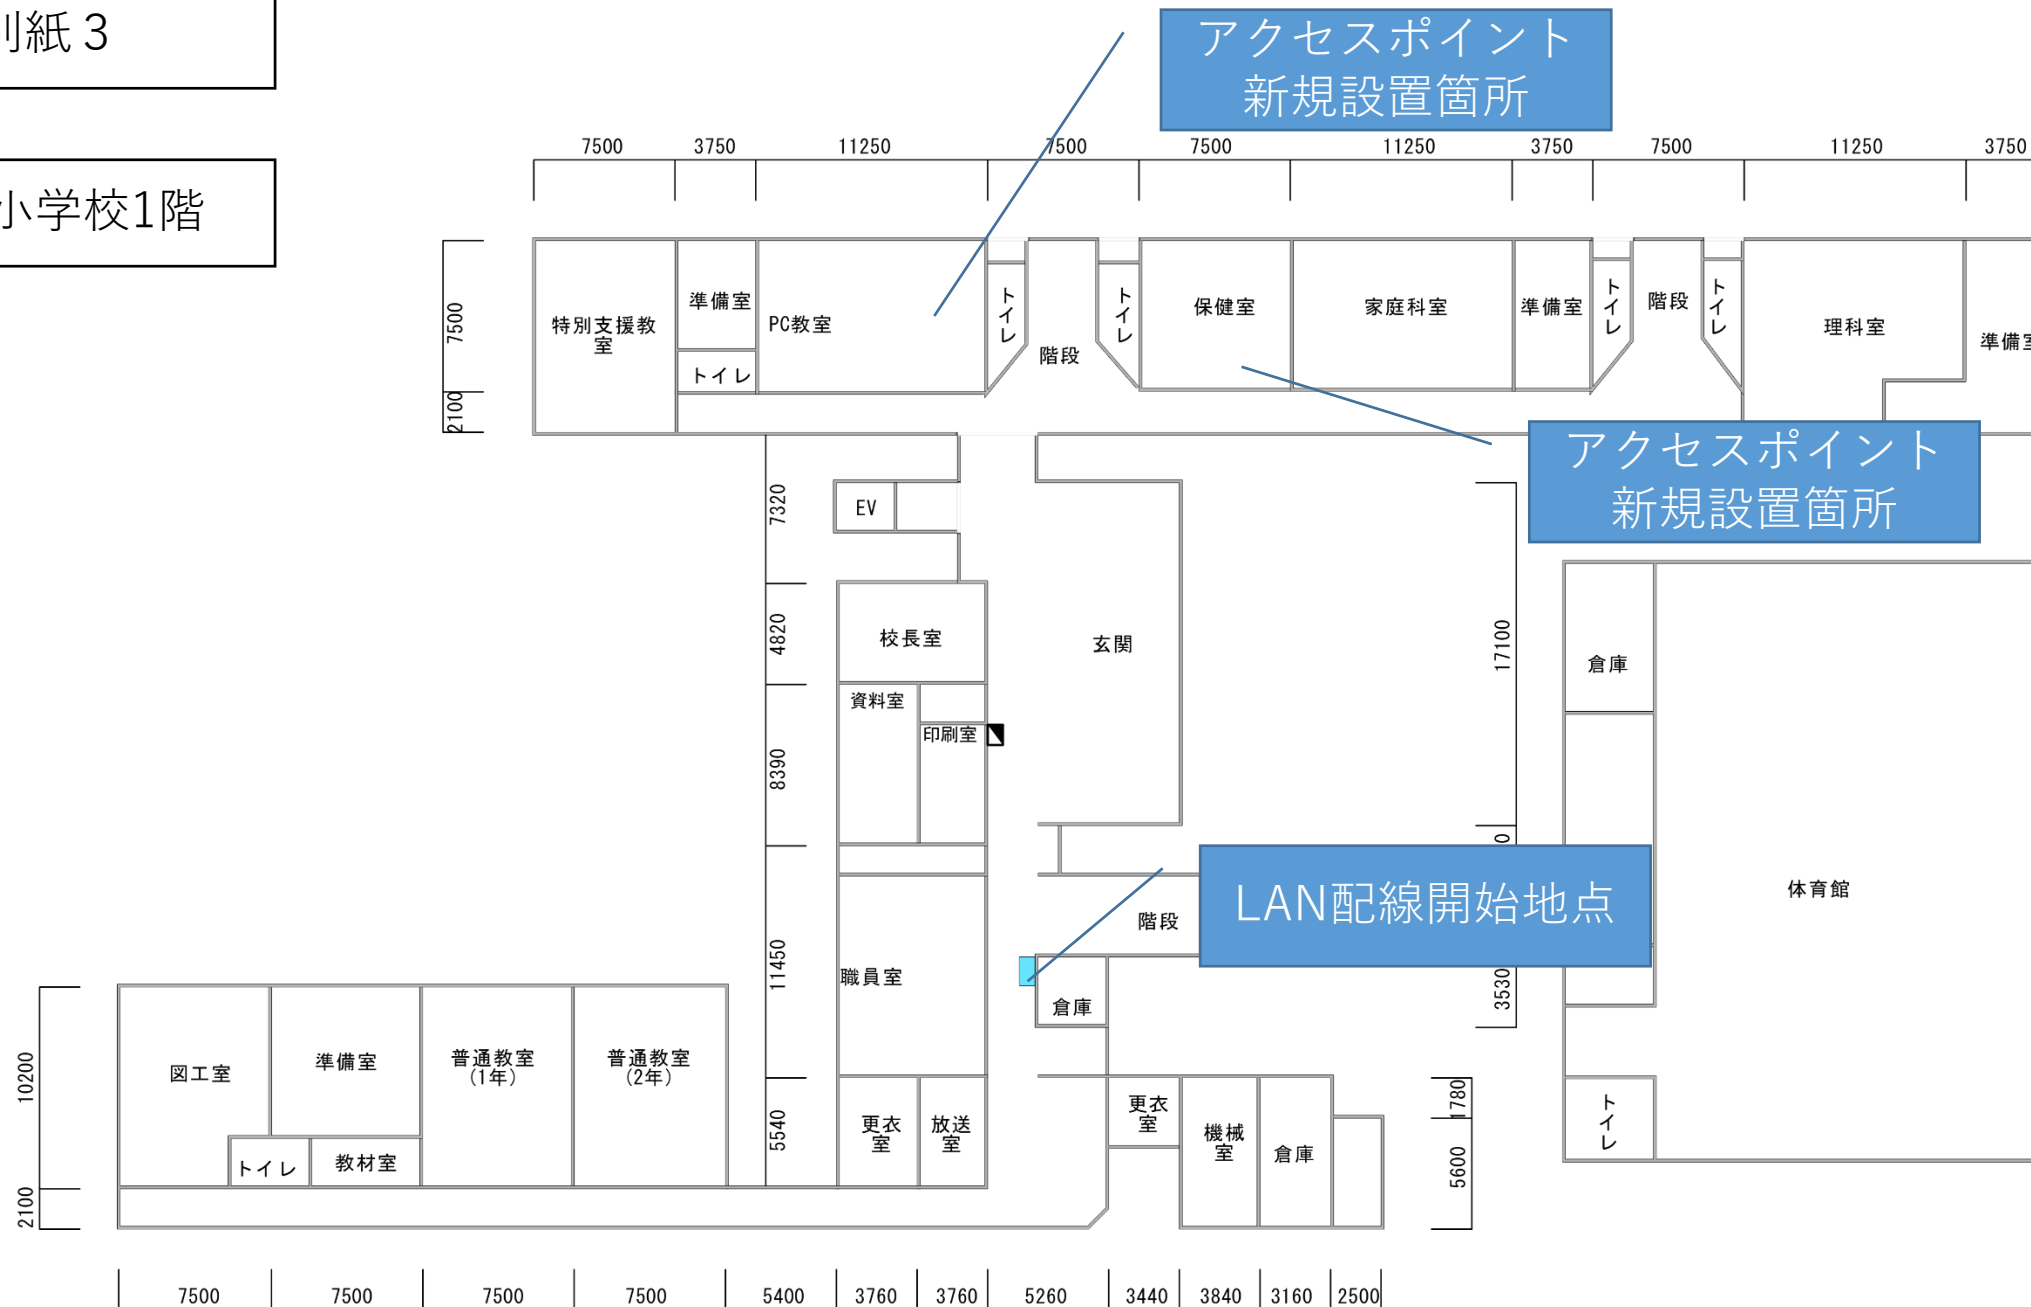 別紙３
小学校1階
アクセスポイント
新規設置箇所
7500
3750
11250
7500
7500
11250
3750
7500
11250
3750
7500
2100
特別支援教
室
準備室
トイレ
PC教室
トイレ
階段
トイレ
保健室
家庭科室
準備室
トイレ
階段
トイレ
理科室
準備室
アクセスポイント
新規設置箇所
7320
4820
8390
11450
5540
EV
校長室
資料室
印刷室
玄関
17100
0
3530
倉庫
体育館
トイレ
LAN配線開始地点
階段
職員室
倉庫
10200
2100
図工室
準備室
普通教室
(1年)
普通教室
(2年)
トイレ
教材室
更衣
室
放送
室
更衣
室
機械
室
倉庫
1780
5600
7500
7500
7500
7500
5400
3760
3760
5260
3440
3840
3160
2500